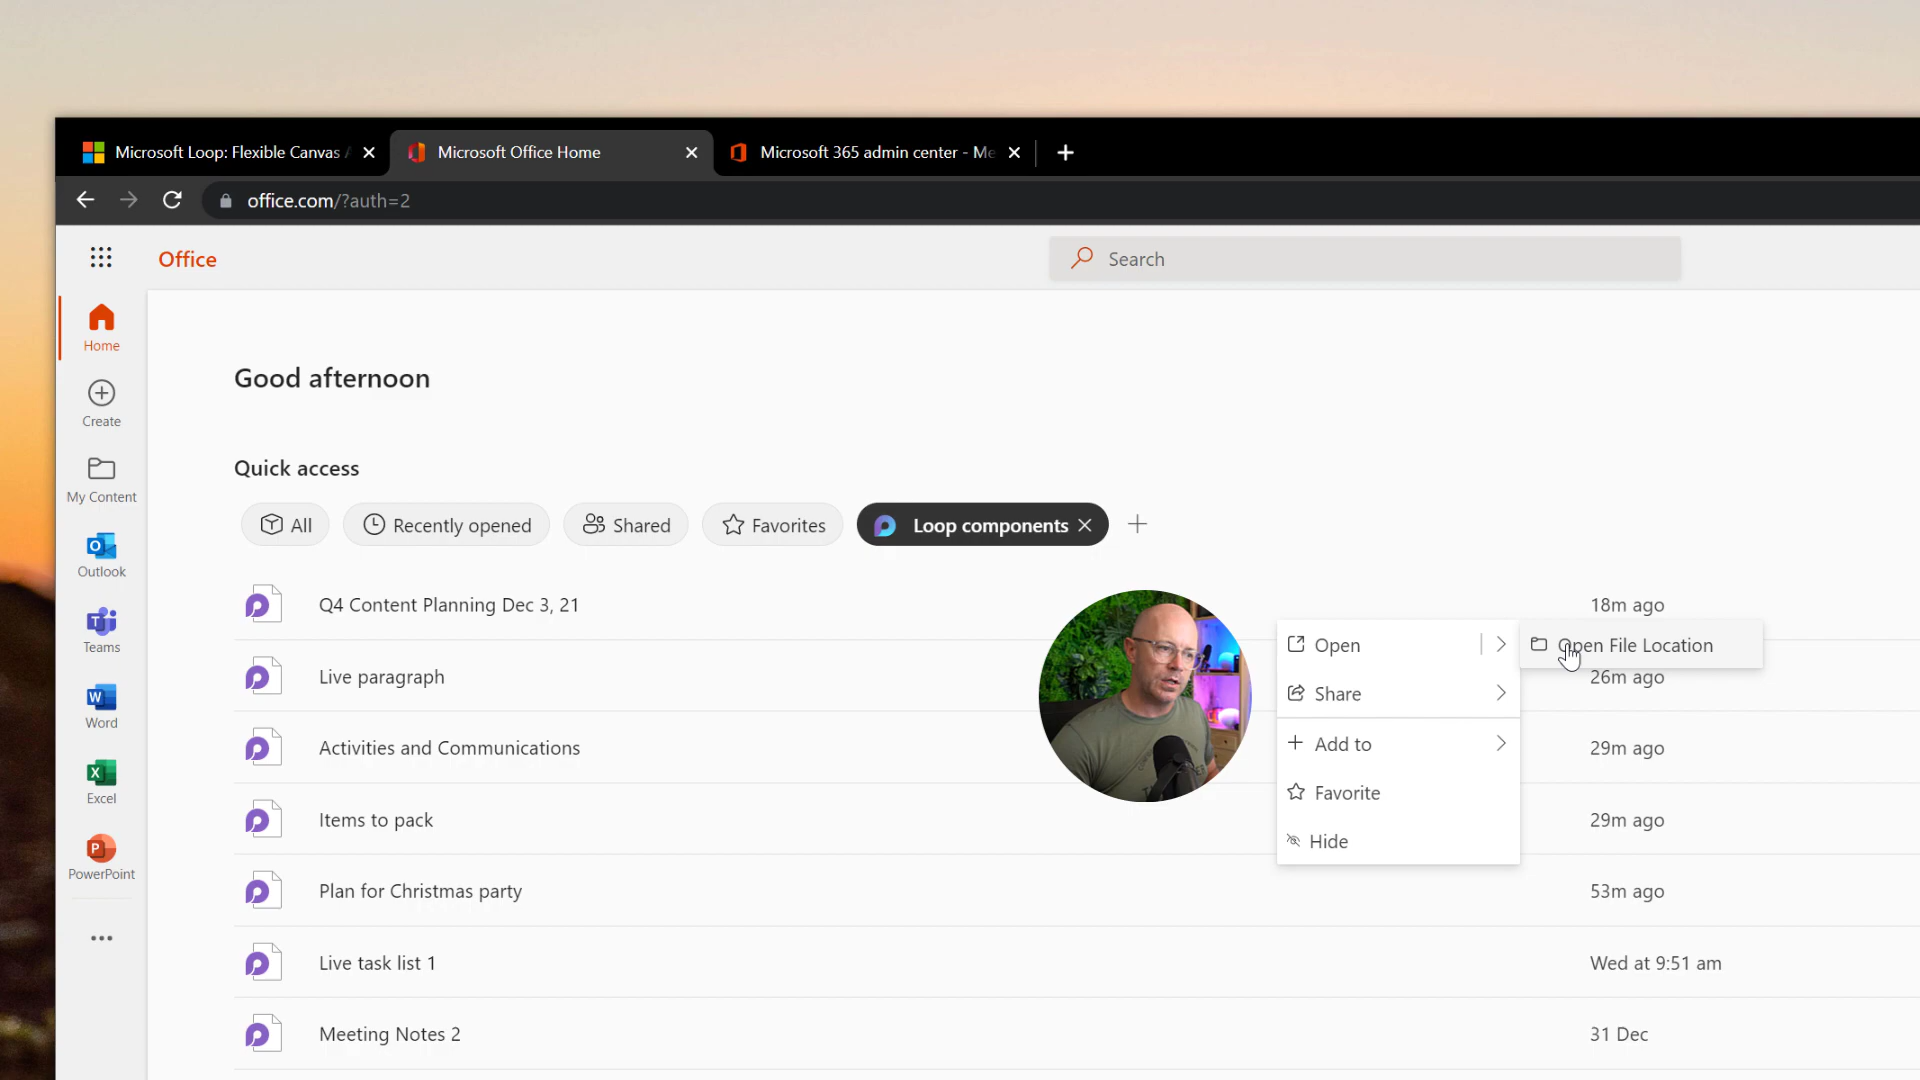 Microsoft Loop: Flexible Canvas
Microsoft Office Home
Microsoft 365 admin center - Me
office.com/?auth=2
Office
Search
Home
Create
My Content
Outlook
Teams
Word
Excel
PowerPoint
Good afternoon
Quick access
All
Recently opened
Shared
Favorites
Loop components
Q4 Content Planning Dec 3, 21
18m ago
Live paragraph
26m ago
Activities and Communications
29m ago
Items to pack
29m ago
Plan for Christmas party
53m ago
Live task list 1
Wed at 9:51 am
Meeting Notes 2
31 Dec
Open
Open File Location
Share
Add to
Favorite
Hide